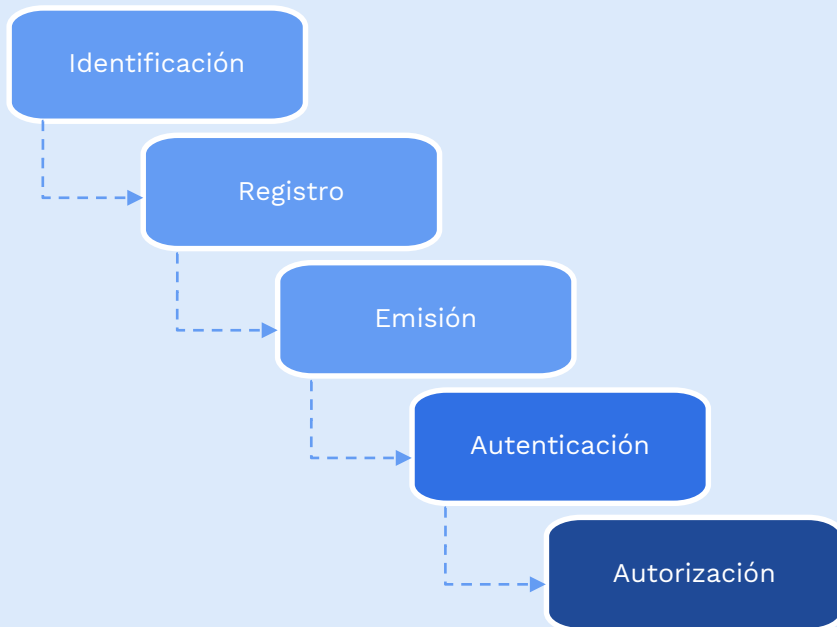 Identificación
Registro
Emisión
Autenticación
Autorización